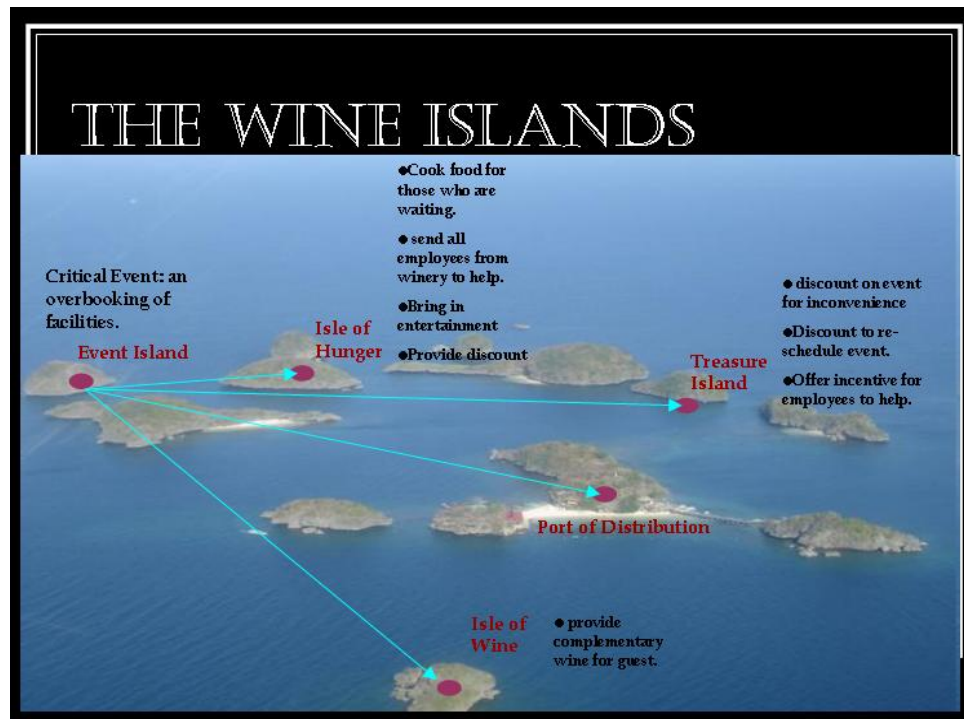 THE WINE ISLANDS
●Cook food for
those who are
waiting.
● send all
employees from
winery to help.
●Bring in
entertainment
●Provide discount
Critical Event: an
overbooking of
facilities.
Event Island
Isle of
Hunger
● discount on event
for inconvenience
●Discount to re-
schedule event.
●Offer incentive for
employees to help.
Treasure
Island
Port of Distribution
Isle of
Wine
● provide
complementary
wine for guest.